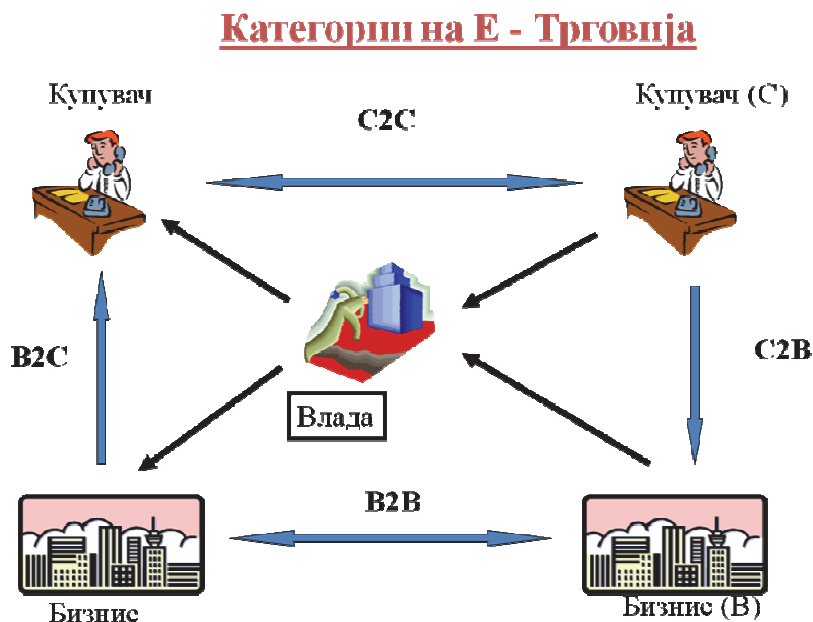 Категории на Е - Трговија
Купувач
Купувач (C)
C2C
B2C
C2B
Влада
B2B
Бизнис
Бизнис (B)